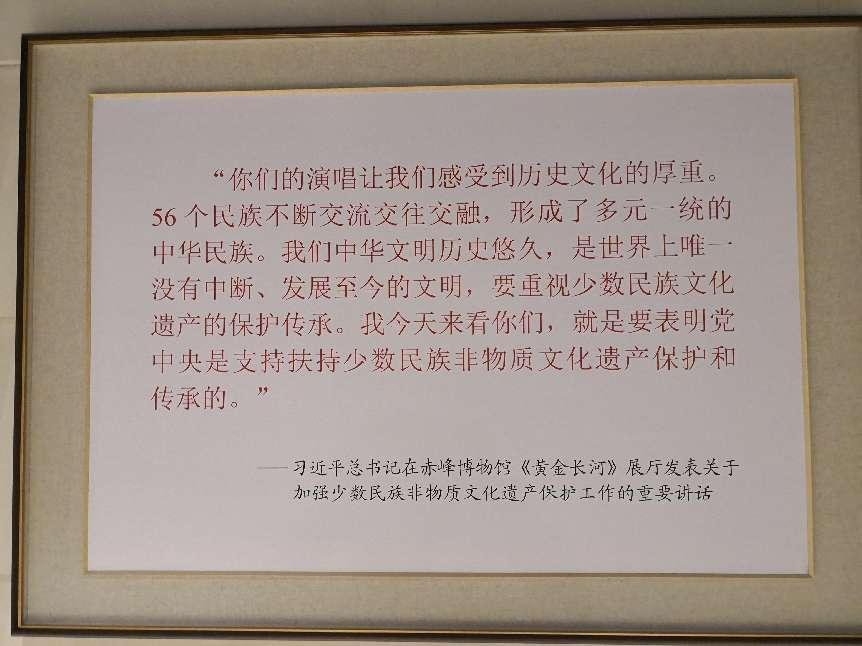 “你们的演唱让我们感受到历史文化的厚重。
56个民族不断交流交往交融，形成了多元一统的
中华民族。我们中华文明历史悠久，是世界上唯一
没有中断、发展至今的文明，要重视少数民族文化
遗产的保护传承。我今天来看你们，就是要表明党
中央是支持扶持少数民族非物质文化遗产保护和
传承的。”
——习近平总书记在赤峰博物馆《黄金长河》展厅发表关于
加强少数民族非物质文化遗产保护工作的重要讲话